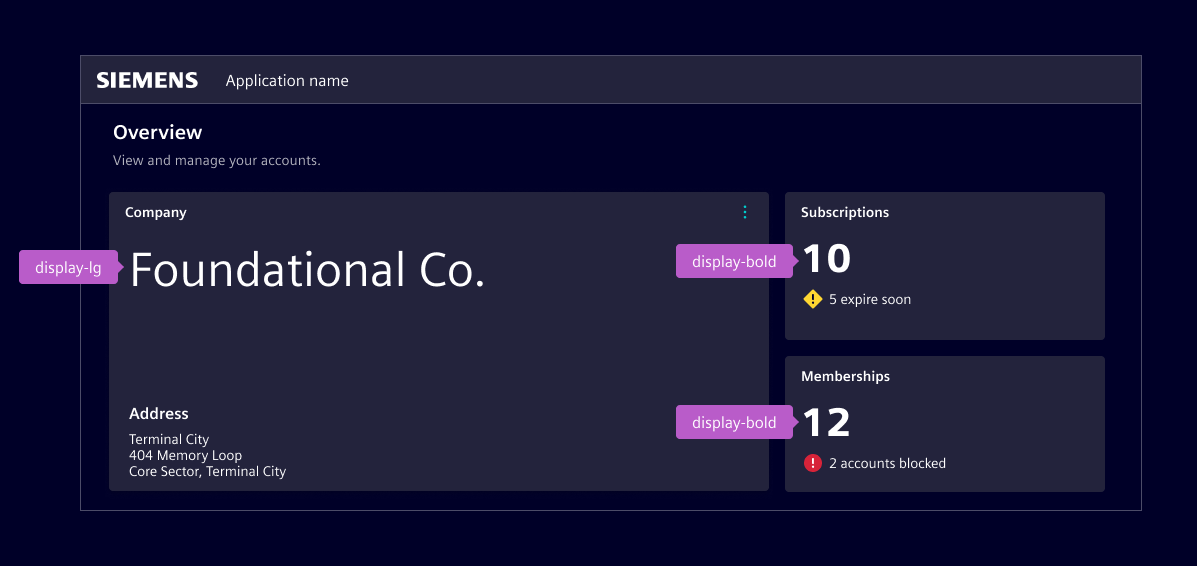 SIEMENS
Application name
Overview
View and manage your accounts.
Company
display-lg
Foundational Co.
Address
Terminal City
404 Memory Loop
Core Sector, Terminal City
Subscriptions
display-bold
10
5 expire soon
Memberships
display-bold
12
2 accounts blocked